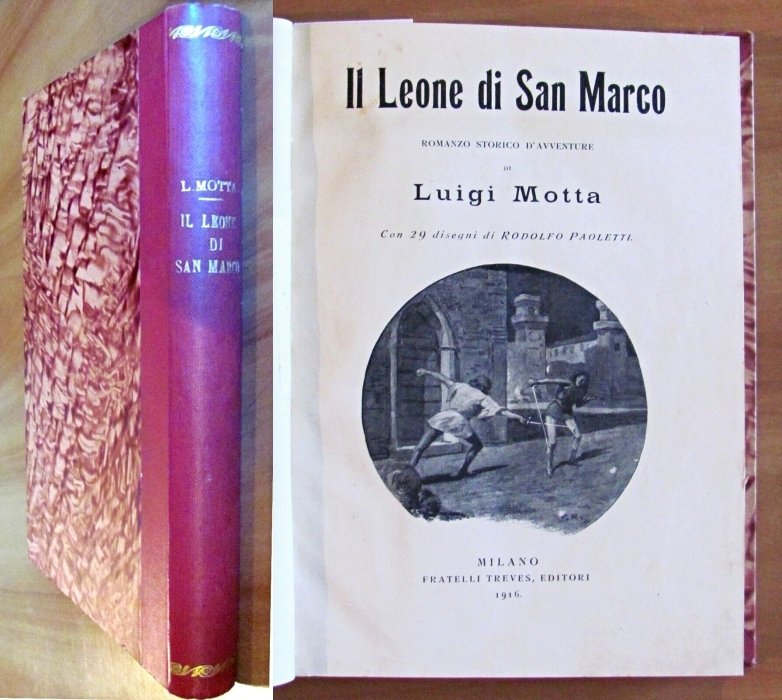 L. MOTTA
IL LEONE
DI
SAN MARCO
Il Leone di San Marco
ROMANZO STORICO D'AVVENTURE
DI
Luigi Motta
Con 29 disegni di RODOLFO PAOLETTI.
MILANO
FRATELLI TREVES, EDITORI
1916.